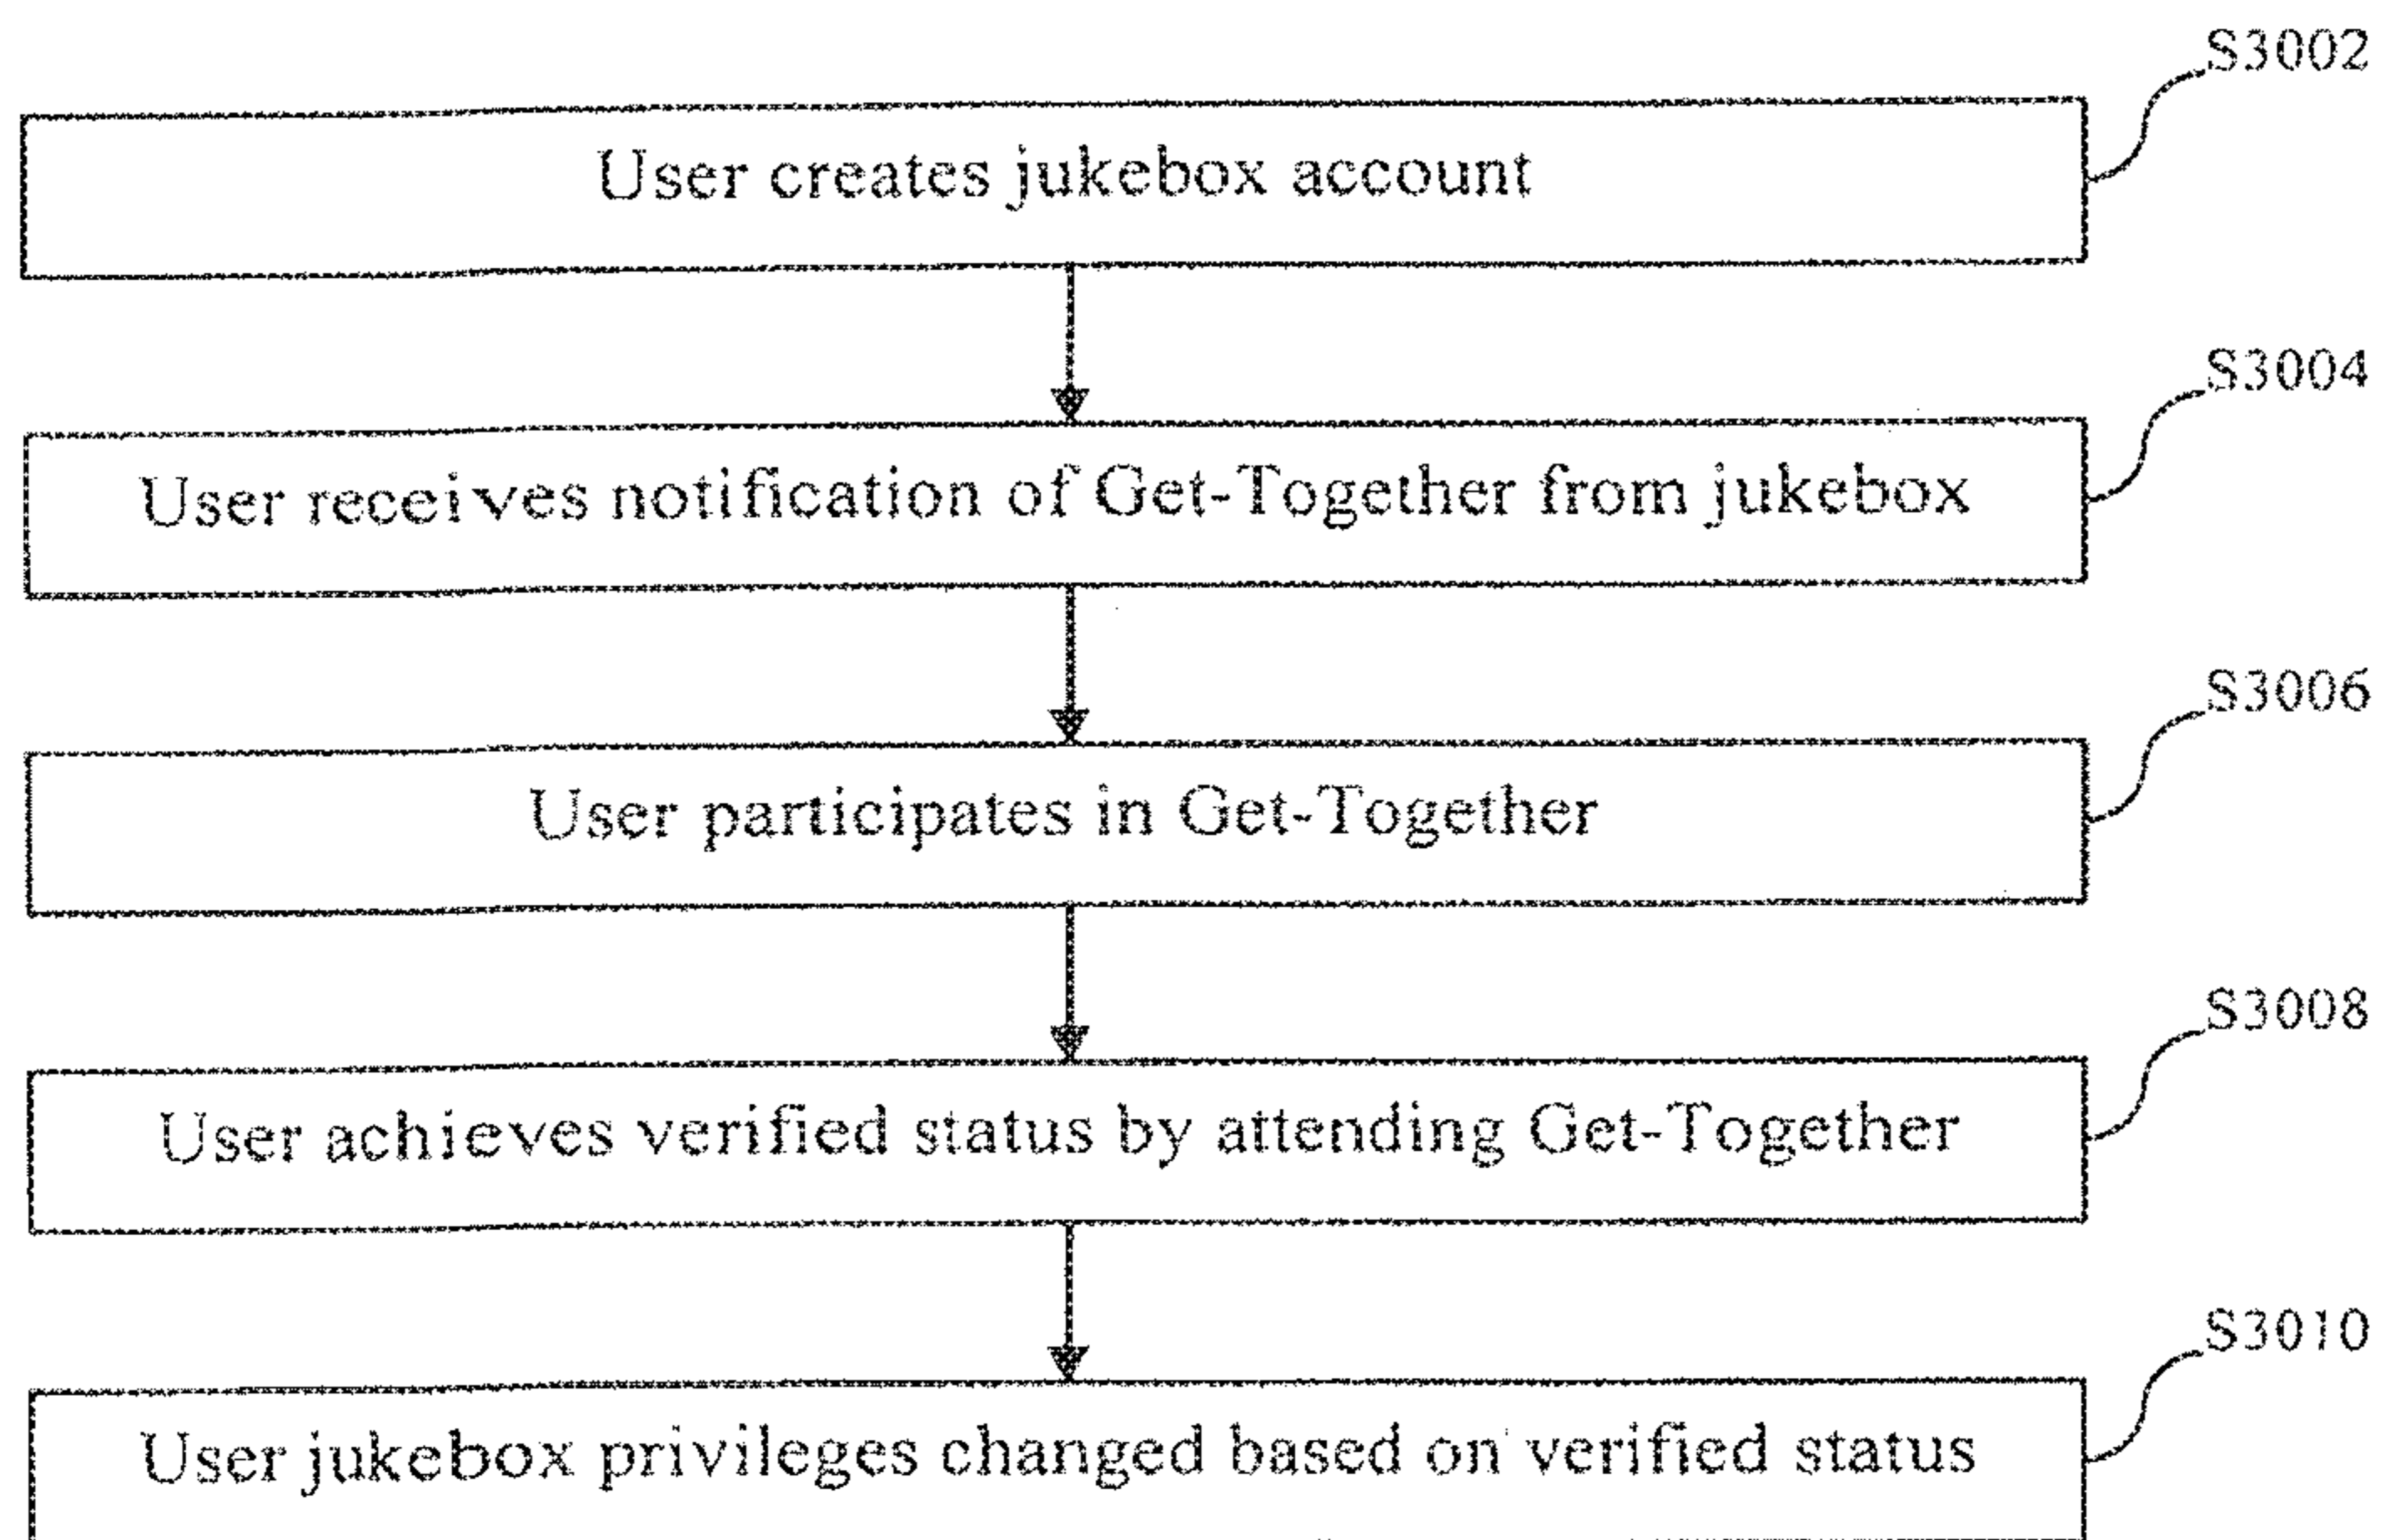 S3002
User creates jukebox account
S3004
User receives notification of Get-Together from jukebox
S3006
User participates in Get-Together
S3008
User achieves verified status by attending Get-Together
S3010
User jukebox privileges changed based on verified status